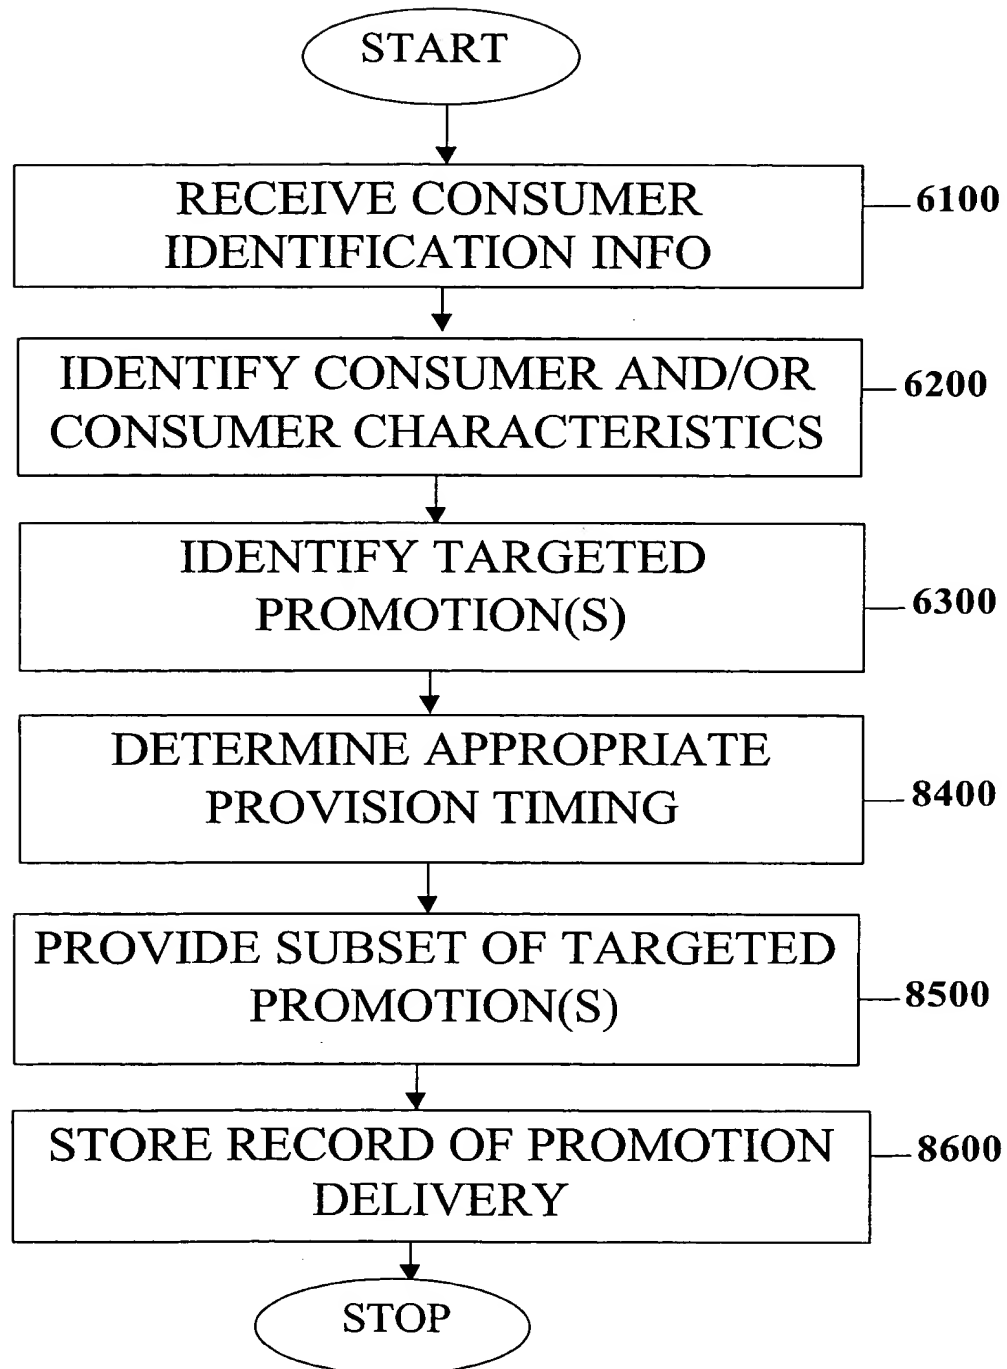 START
RECEIVE CONSUMER
IDENTIFICATION INFO
6100
IDENTIFY CONSUMER AND/OR
CONSUMER CHARACTERISTICS
6200
IDENTIFY TARGETED
PROMOTION(S)
6300
DETERMINE APPROPRIATE
PROVISION TIMING
8400
PROVIDE SUBSET OF TARGETED
PROMOTION(S)
8500
STORE RECORD OF PROMOTION
DELIVERY
8600
STOP